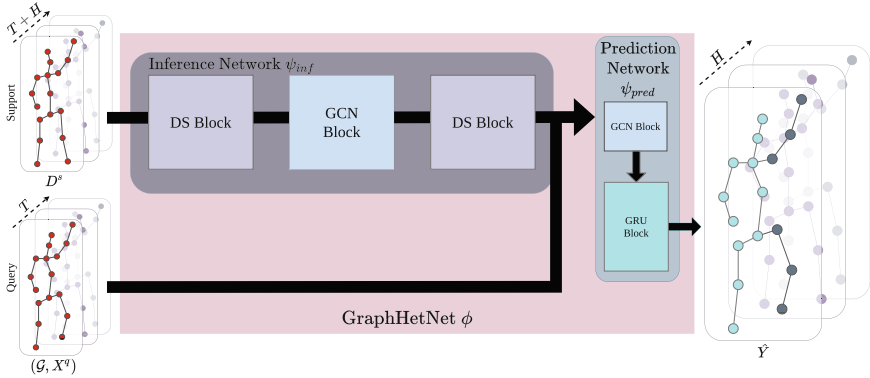 T + H
Support
D^s
T
Query
(𝒢, X^q)
Inference Network ψ_inf
DS Block
GCN
Block
DS Block
Prediction
Network
ψ_pred
GCN Block
GRU
Block
GraphHetNet ϕ
H
Ŷ